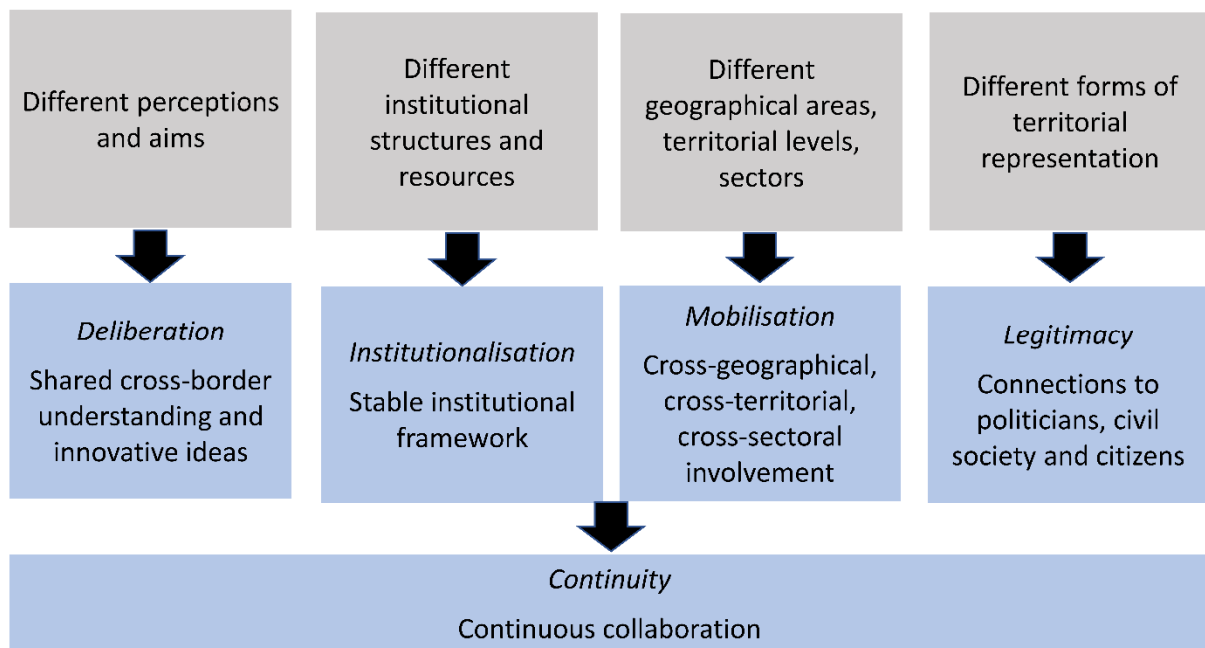 Different perceptions
and aims
Different
institutional
structures and
resources
Different
geographical areas,
territorial levels,
sectors
Different forms of
territorial
representation
Deliberation
Shared cross-border
understanding and
innovative ideas
Institutionalisation
Stable institutional
framework
Mobilisation
Cross-geographical,
cross-territorial,
cross-sectoral
involvement
Legitimacy
Connections to
politicians, civil
society and citizens
Continuity
Continuous collaboration